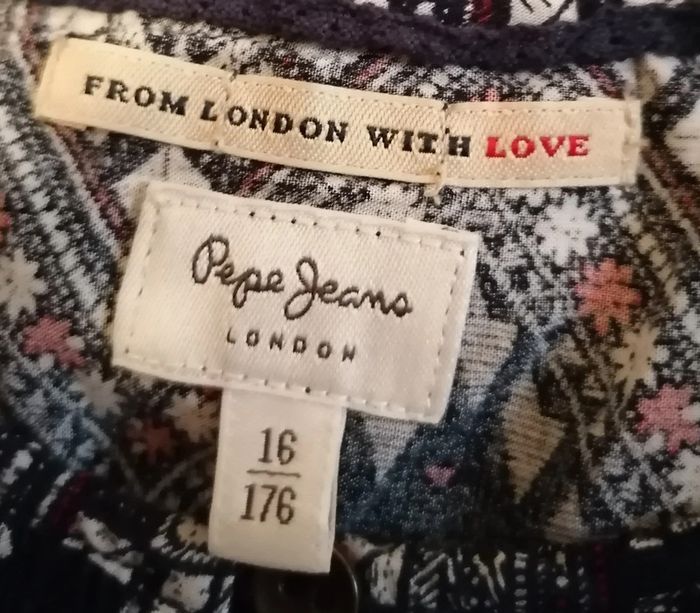 FROM LONDON WITH LOVE
Pepe Jeans
LONDON
16
176